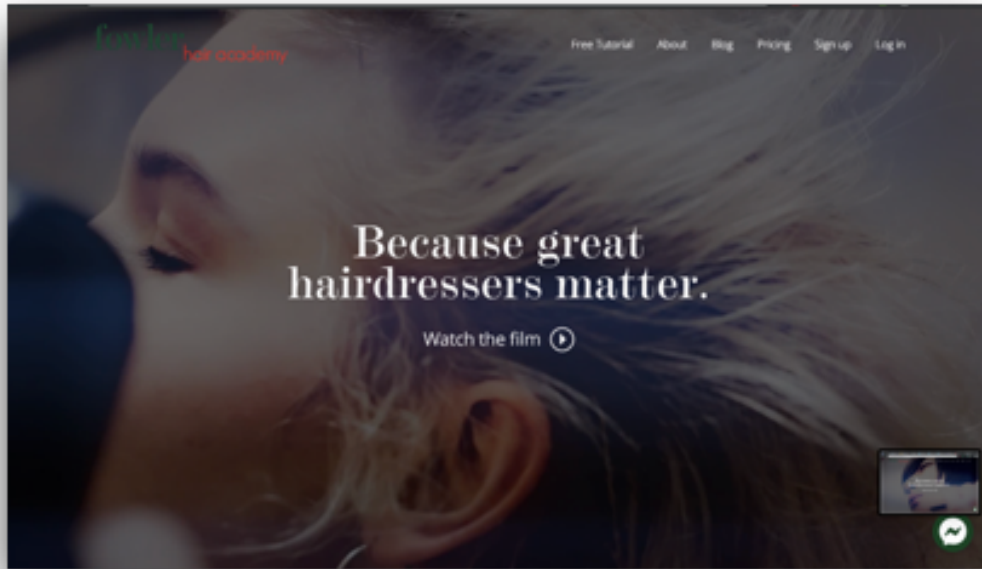 fowler
hair academy
Free Tutorial About Blog Pricing Sign up Log in
Because great
hairdressers matter.
Watch the film